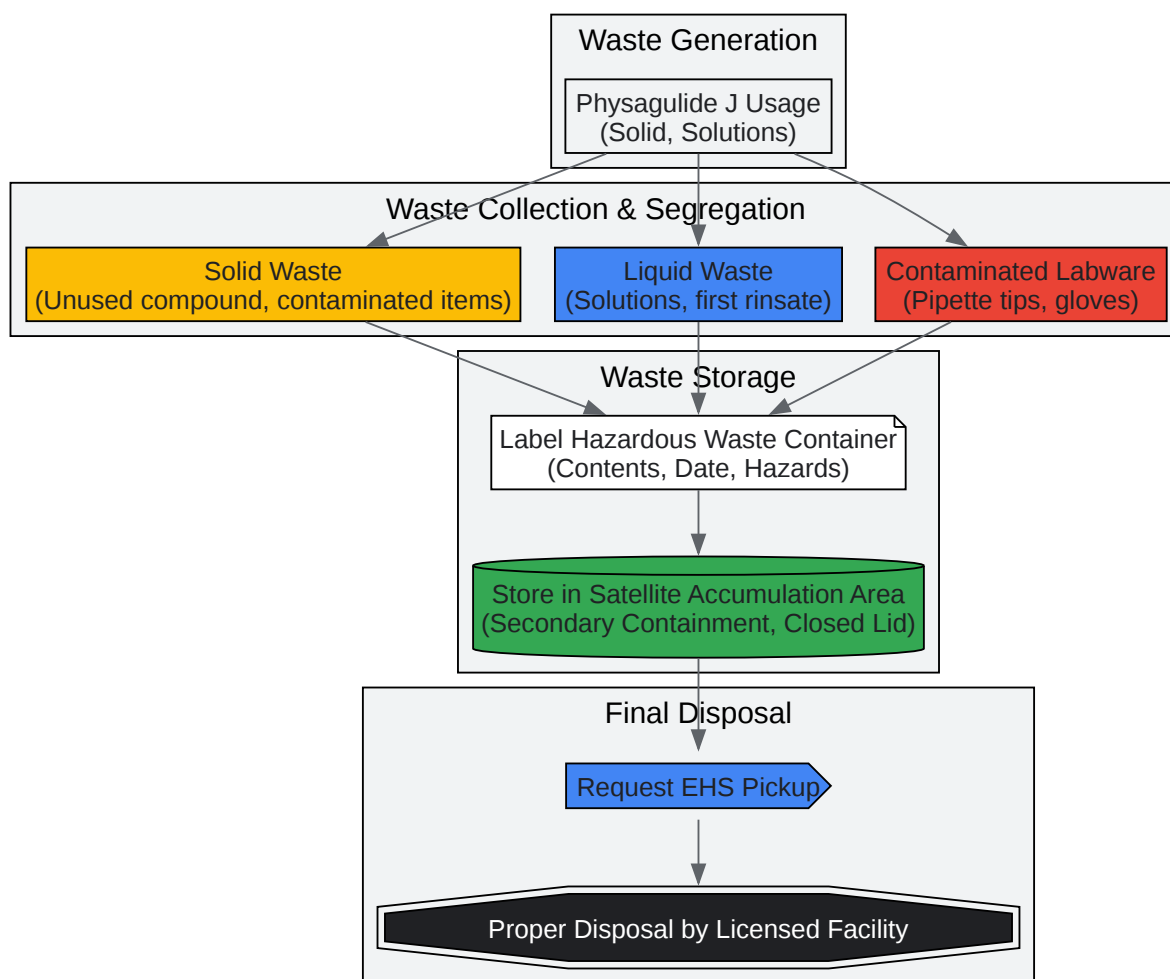 Waste Generation
Physagulide J Usage
(Solid, Solutions)
Waste Collection & Segregation
Solid Waste
(Unused compound, contaminated items)
Liquid Waste
(Solutions, first rinsate)
Contaminated Labware
(Pipette tips, gloves)
Waste Storage
Label Hazardous Waste Container
(Contents, Date, Hazards)
Store in Satellite Accumulation Area
(Secondary Containment, Closed Lid)
Final Disposal
Request EHS Pickup
Proper Disposal by Licensed Facility